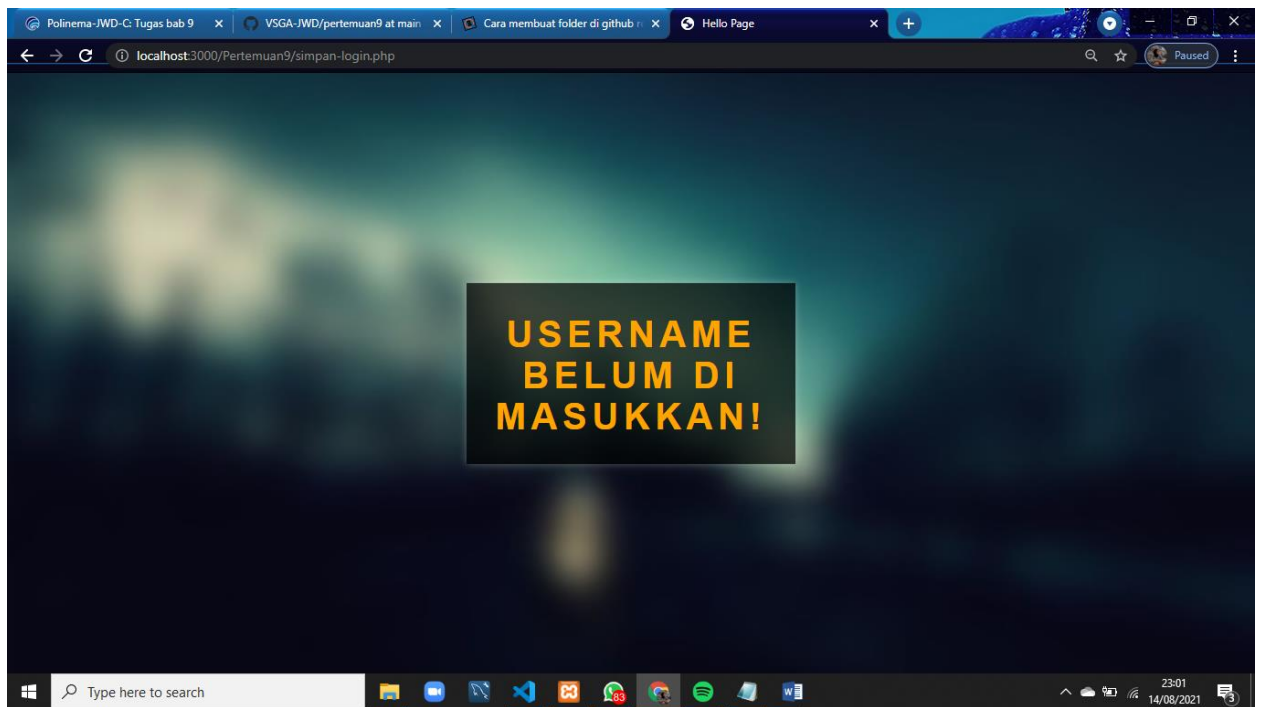 Polinema-JWD-C: Tugas bab 9
VSGA-JWD/pertemuan9 at main
Cara membuat folder di github r
Hello Page
localhost:3000/Pertemuan9/simpan-login.php
Paused
USERNAME
BELUM DI
MASUKKAN!
Type here to search
83
23:01
14/08/2021
3